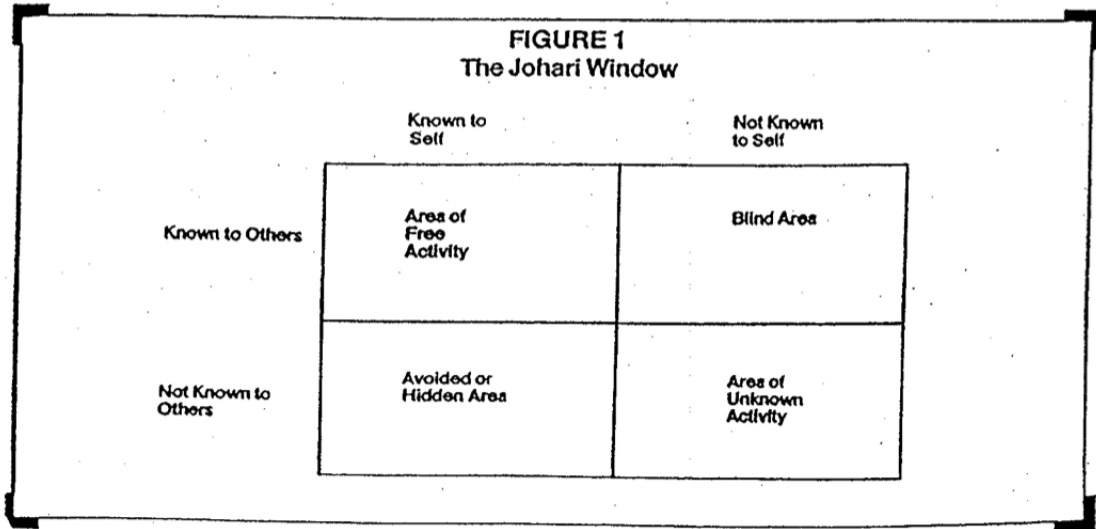 FIGURE 1
The Johari Window
Known to
Self
Not Known
to Self
Known to Others
Area of
Free
Activity
Blind Area
Not Known to
Others
Avoided or
Hidden Area
Area of
Unknown
Activity